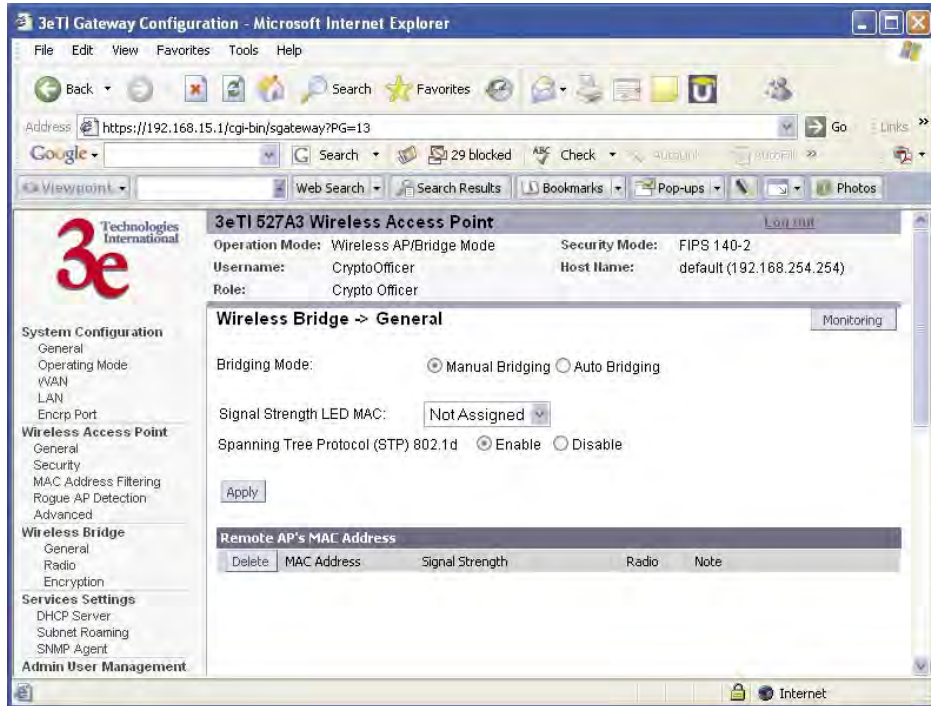 3eTI Gateway Configuration - Microsoft Internet Explorer
File Edit View Favorites Tools Help
Back Search Favorites
Address https://192.168.15.1/cgi-bin/sgateway?PG=13 Go Links »
Google Search 29 blocked ABC Check AutoLink AutoFill »
Viewpoint Web Search Search Results Bookmarks Pop-ups Photos
3e Technologies International
3eTI 527A3 Wireless Access Point Log out
Operation Mode: Wireless AP/Bridge Mode Security Mode: FIPS 140-2
Username: CryptoOfficer Host Name: default (192.168.254.254)
Role: Crypto Officer
System Configuration
General
Operating Mode
WAN
LAN
Encrp Port
Wireless Access Point
General
Security
MAC Address Filtering
Rogue AP Detection
Advanced
Wireless Bridge
General
Radio
Encryption
Services Settings
DHCP Server
Subnet Roaming
SNMP Agent
Admin User Management
Wireless Bridge -> General Monitoring
Bridging Mode: Manual Bridging Auto Bridging
Signal Strength LED MAC: Not Assigned
Spanning Tree Protocol (STP) 802.1d Enable Disable
Apply
Remote AP's MAC Address
Delete MAC Address Signal Strength Radio Note
Internet